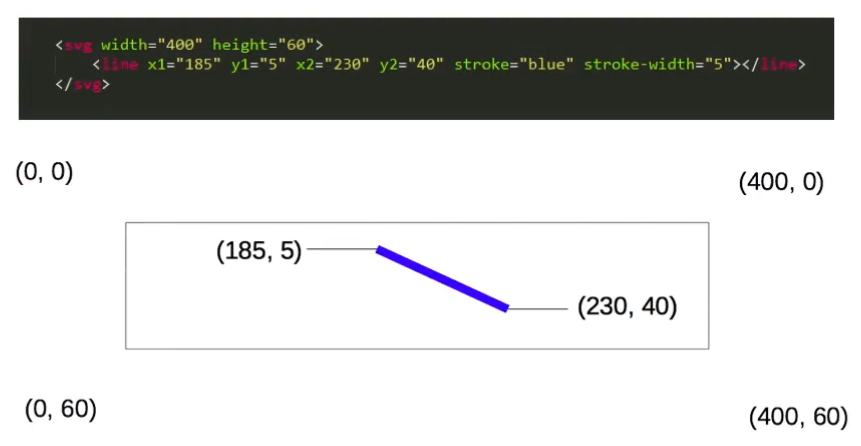 <svg width="400" height="60">
<line x1="185" y1="5" x2="230" y2="40" stroke="blue" stroke-width="5"></line>
</svg>
(0, 0)
(400, 0)
(185, 5)
(230, 40)
(0, 60)
(400, 60)